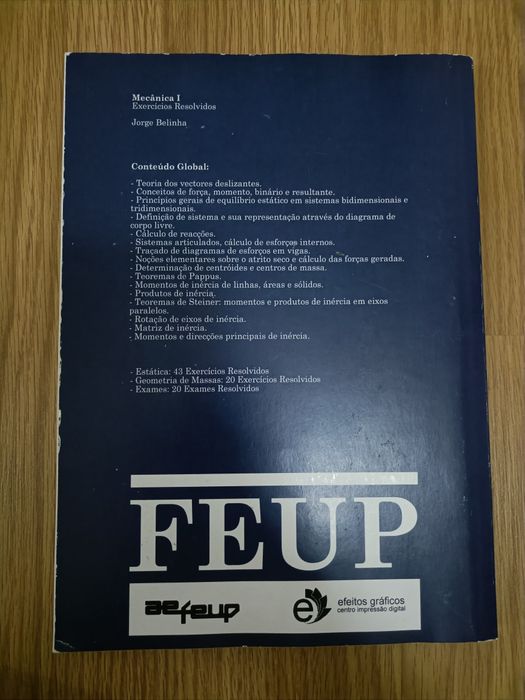 Mecânica I
Exercícios Resolvidos
Jorge Belinha
Conteúdo Global:
- Teoria dos vectores deslizantes.
- Conceitos de força, momento, binário e resultante.
- Princípios gerais de equilíbrio estático em sistemas bidimensionais e
tridimensionais.
- Definição de sistema e sua representação através do diagrama de
corpo livre.
- Cálculo de reacções.
- Sistemas articulados, cálculo de esforços internos.
- Traçado de diagramas de esforços em vigas.
- Noções elementares sobre o atrito seco e cálculo das forças geradas.
- Determinação de centróides e centros de massa.
- Teoremas de Pappus.
- Momentos de inércia de linhas, áreas e sólidos.
- Produtos de inércia.
- Teoremas de Steiner: momentos e produtos de inércia em eixos
paralelos.
- Rotação de eixos de inércia.
- Matriz de inércia.
- Momentos e direcções principais de inércia.
- Estática: 43 Exercícios Resolvidos
- Geometria de Massas: 20 Exercícios Resolvidos
- Exames: 20 Exames Resolvidos
FEUP
aefeup
e efeitos gráficos
centro impressão digital